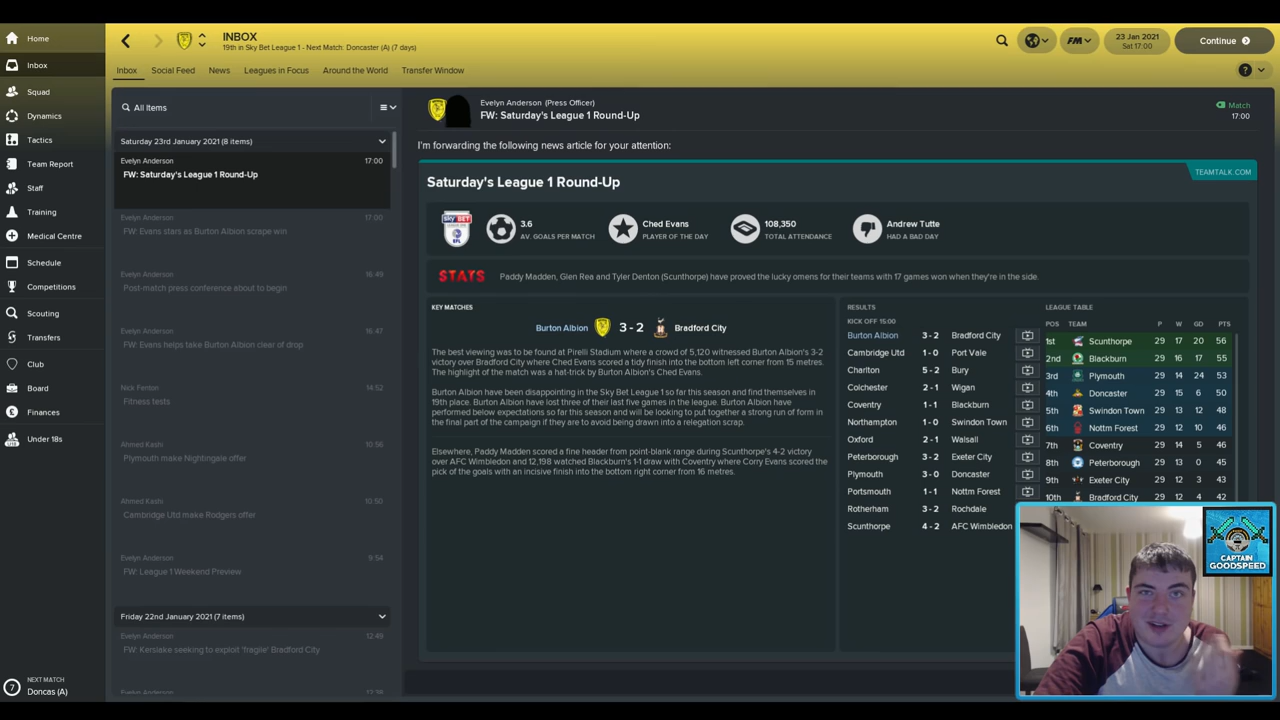 Home
Inbox
Squad
Dynamics
Tactics
Team Report
Staff
Training
Medical Centre
Schedule
Competitions
Scouting
Transfers
Club
Board
Finances
Under 18s
7
NEXT MATCH
Doncas (A)
INBOX
19th in Sky Bet League 1 - Next Match: Doncaster (A) (7 days)
FM
23 Jan 2021
Sat 17:00
Continue
Inbox Social Feed News Leagues in Focus Around the World Transfer Window
?
All Items
Saturday 23rd January 2021 (8 items)
Evelyn Anderson 17:00
FW: Saturday's League 1 Round-Up
Evelyn Anderson 17:00
FW: Evans stars as Burton Albion scrape win
Evelyn Anderson 16:49
Post-match press conference about to begin
Evelyn Anderson 16:47
FW: Evans helps take Burton Albion clear of drop
Nick Fenton 14:52
Fitness tests
Ahmed Kashi 10:56
Plymouth make Nightingale offer
Ahmed Kashi 10:50
Cambridge Utd make Rodgers offer
Evelyn Anderson 9:54
FW: League 1 Weekend Preview
Friday 22nd January 2021 (7 items)
Evelyn Anderson 12:49
FW: Kerslake seeking to exploit 'fragile' Bradford City
Evelyn Anderson 12:38
Evelyn Anderson (Press Officer)
FW: Saturday's League 1 Round-Up
Match
17:00
I'm forwarding the following news article for your attention:
Saturday's League 1 Round-Up
TEAMTALK.COM
sky BET
EFL
3.6
AV. GOALS PER MATCH
Ched Evans
PLAYER OF THE DAY
108,350
TOTAL ATTENDANCE
Andrew Tutte
HAD A BAD DAY
STATS
Paddy Madden, Glen Rea and Tyler Denton (Scunthorpe) have proved the lucky omens for their teams with 17 games won when they're in the side.
KEY MATCHES
Burton Albion 3 - 2 Bradford City
The best viewing was to be found at Pirelli Stadium where a crowd of 5,120 witnessed Burton Albion's 3-2
victory over Bradford City where Ched Evans scored a tidy finish into the bottom left corner from 15 metres.
The highlight of the match was a hat-trick by Burton Albion's Ched Evans.
Burton Albion have been disappointing in the Sky Bet League 1 so far this season and find themselves in
19th place. Burton Albion have lost three of their last five games in the league. Burton Albion have
performed below expectations so far this season and will be looking to put together a strong run of form in
the final part of the campaign if they are to avoid being drawn into a relegation scrap.
Elsewhere, Paddy Madden scored a fine header from point-blank range during Scunthorpe's 4-2 victory
over AFC Wimbledon and 12,198 watched Blackburn's 1-1 draw with Coventry where Corry Evans scored the
pick of the goals with an incisive finish into the bottom right corner from 16 metres.
RESULTS
KICK OFF 15:00
Burton Albion 3 - 2 Bradford City
Cambridge Utd 1 - 0 Port Vale
Charlton 5 - 2 Bury
Colchester 2 - 1 Wigan
Coventry 1 - 1 Blackburn
Northampton 1 - 0 Swindon Town
Oxford 2 - 1 Walsall
Peterborough 3 - 2 Exeter City
Plymouth 3 - 0 Doncaster
Portsmouth 1 - 1 Nottm Forest
Rotherham 3 - 2 Rochdale
Scunthorpe 4 - 2 AFC Wimbledon
LEAGUE TABLE
POS TEAM P W GD PTS
1st Scunthorpe 29 17 20 56
2nd Blackburn 29 16 17 55
3rd Plymouth 29 14 24 53
4th Doncaster 29 15 6 50
5th Swindon Town 29 13 12 48
6th Nottm Forest 29 12 10 46
7th Coventry 29 14 5 46
8th Peterborough 29 13 0 45
9th Exeter City 29 12 3 43
10th Bradford City 29 12 4 42
CAPTAIN
GOODSPEED